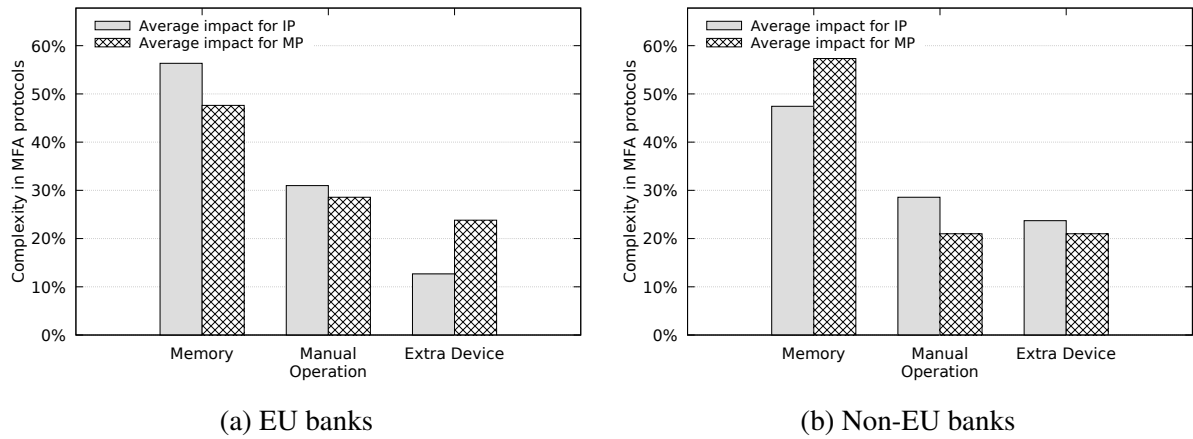 Complexity in MFA protocols
60%
50%
40%
30%
20%
10%
0%
Average impact for IP
Average impact for MP
Memory
Manual
Operation
Extra Device
(a) EU banks
Complexity in MFA protocols
60%
50%
40%
30%
20%
10%
0%
Average impact for IP
Average impact for MP
Memory
Manual
Operation
Extra Device
(b) Non-EU banks